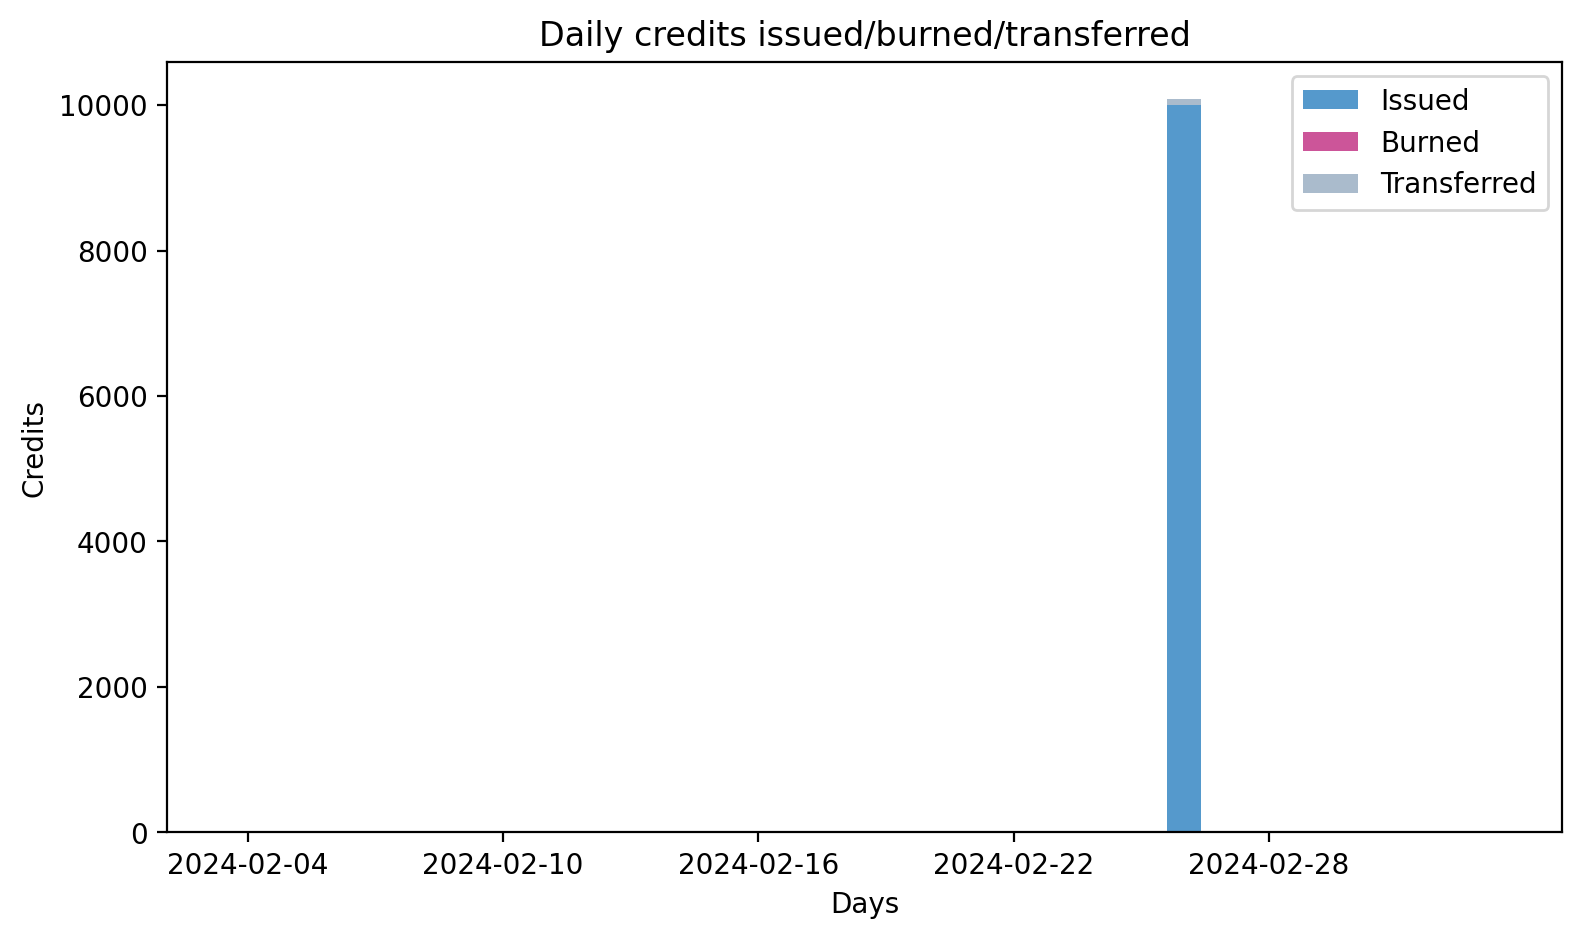 Daily credits issued/burned/transferred
Issued
Burned
Transferred
10000
8000
6000
4000
2000
0
Credits
2024-02-04
2024-02-10
2024-02-16
2024-02-22
2024-02-28
Days